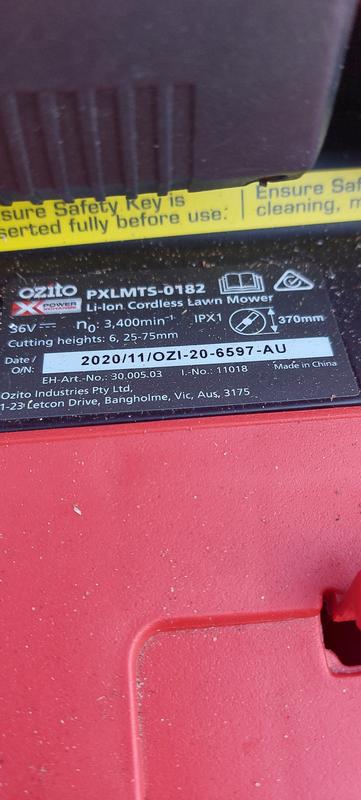 sure Safety Key is
serted fully before use.
Ensure Sa
cleaning, m
ozito
X POWER
XCHANGE
PXLMTS-0182
Li-Ion Cordless Lawn Mower
36V n₀: 3,400min⁻¹ IPX1 370mm
Cutting heights: 6, 25-75mm
Date /
O/N: 2020/11/OZI-20-6597-AU
EH-Art.-No.: 30.005.03 I.-No.: 11018 Made in China
Ozito Industries Pty Ltd,
1-23 Letcon Drive, Bangholme, Vic, Aus, 3175